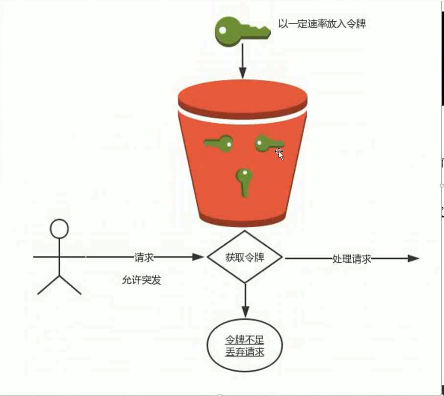 以一定速率放入令牌
请求
获取令牌
处理请求
允许突发
令牌不足
丢弃请求